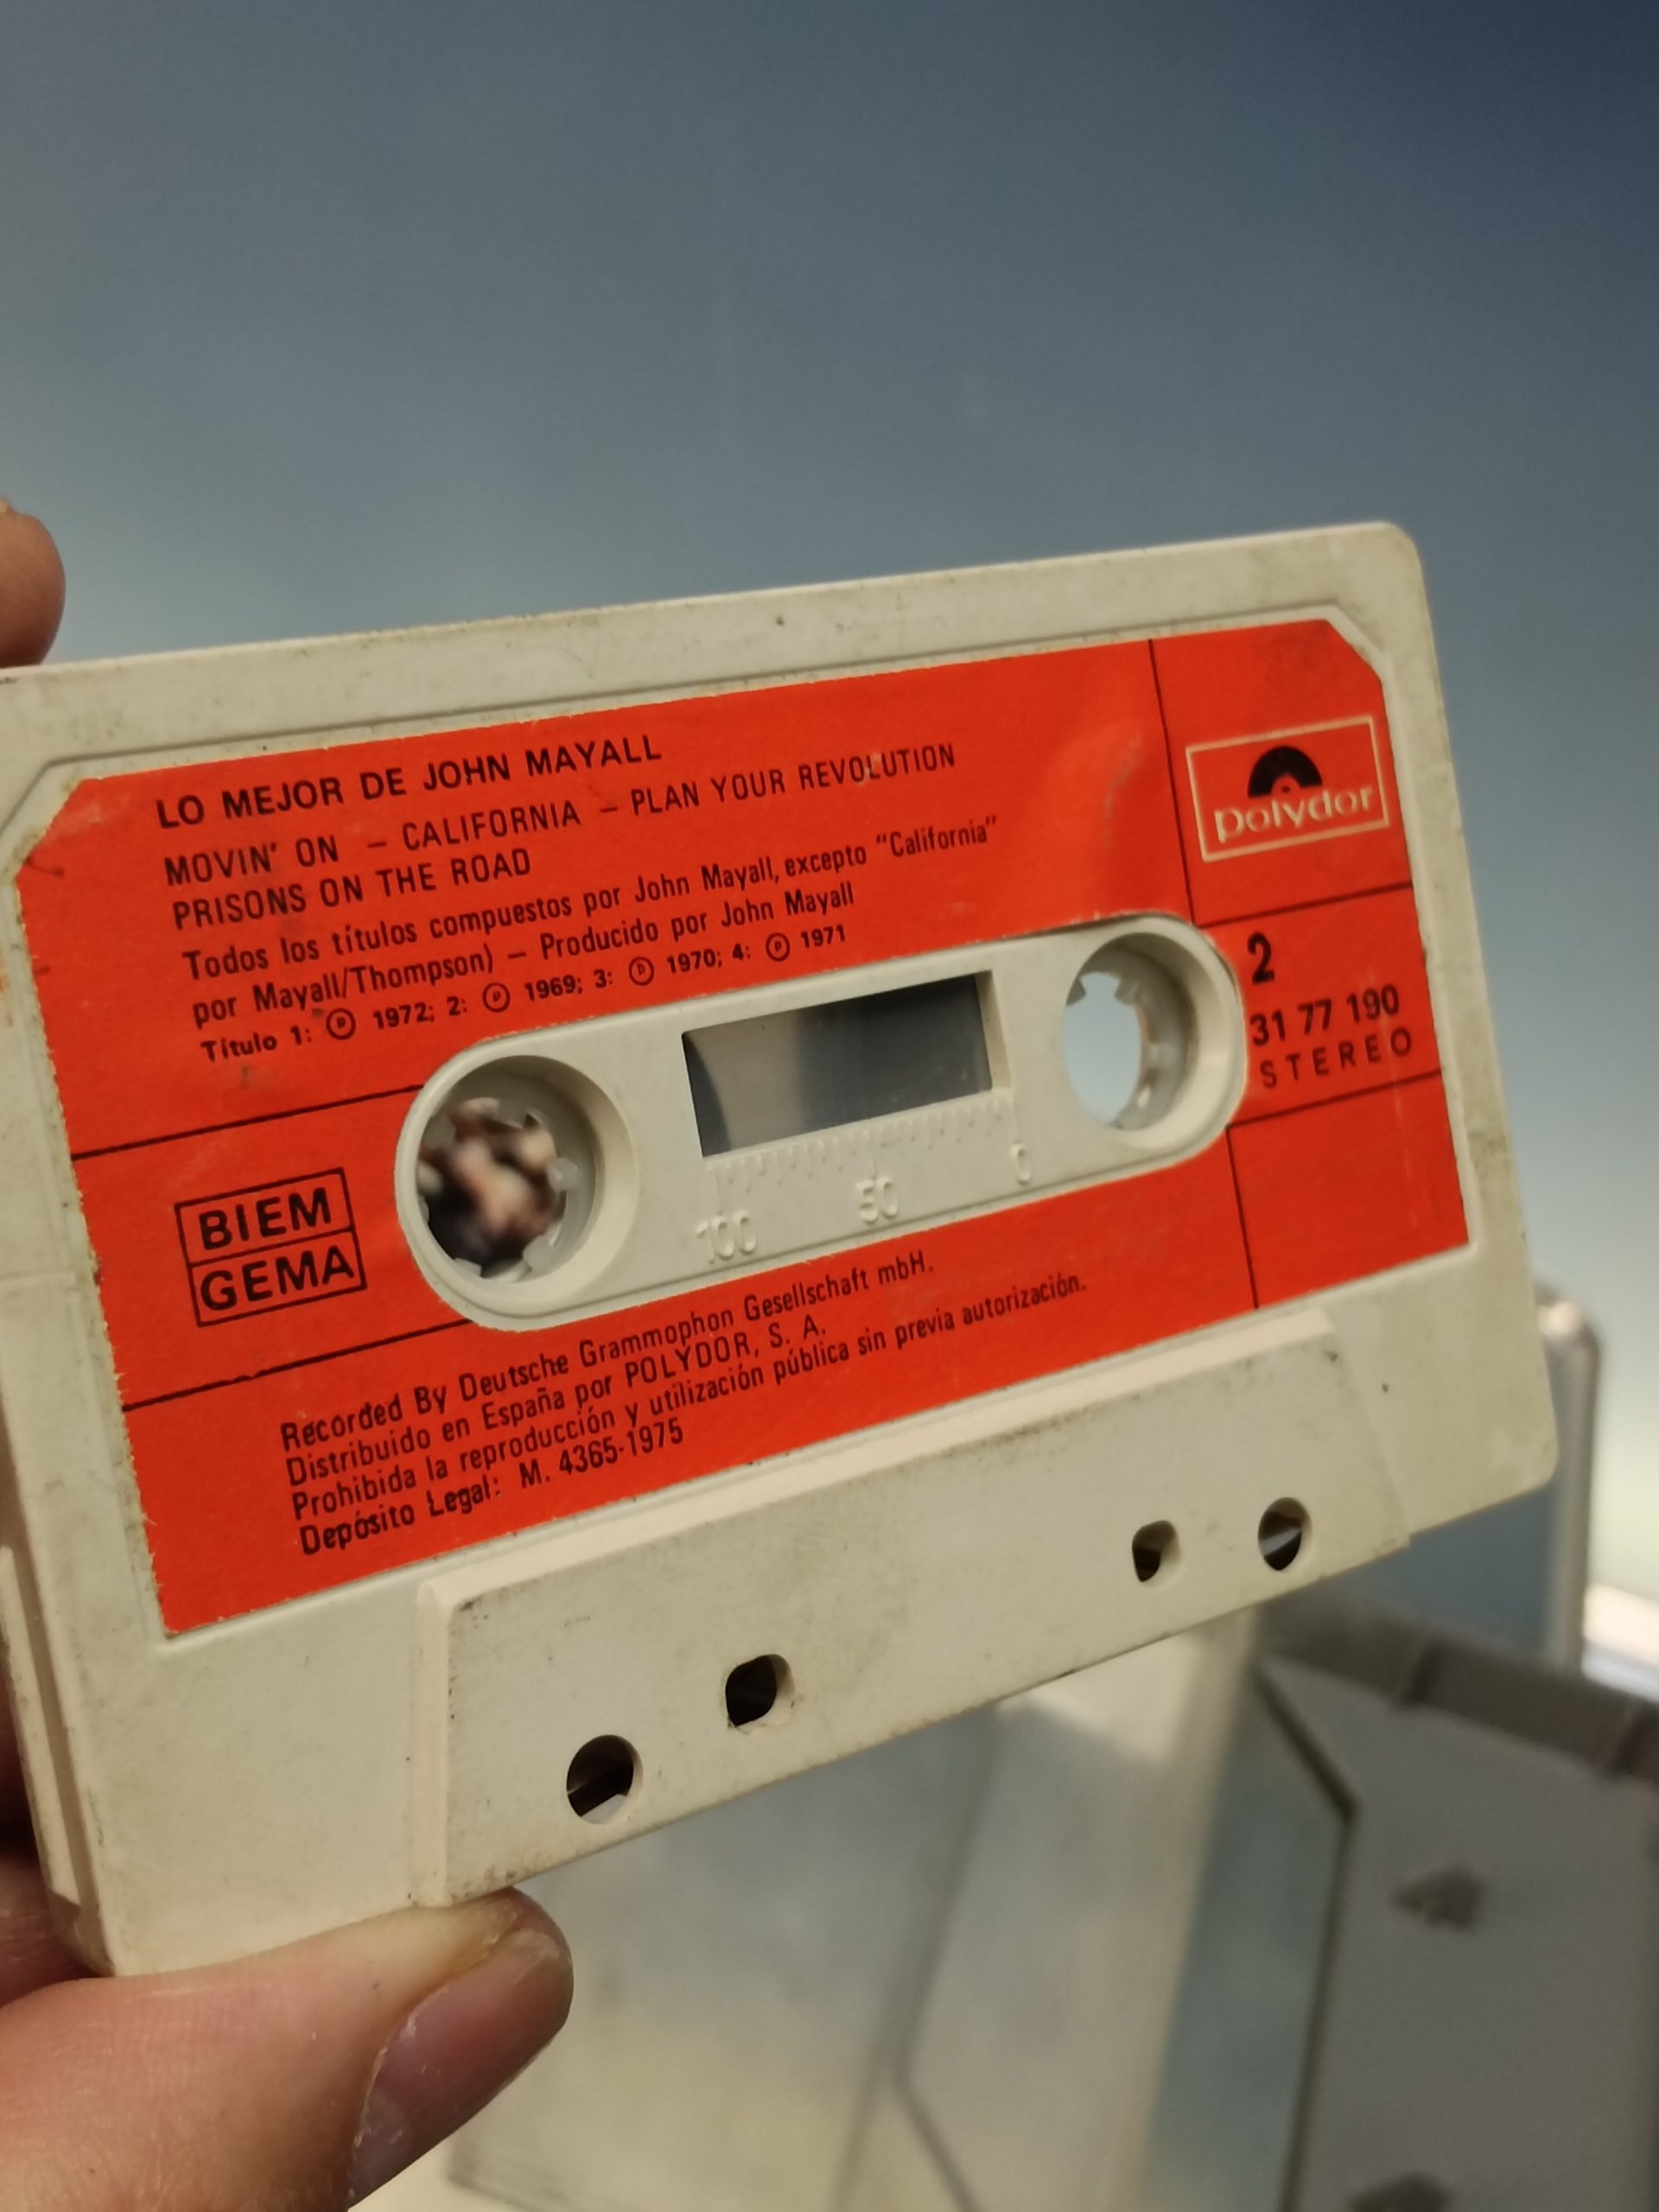 LO MEJOR DE JOHN MAYALL
MOVIN' ON – CALIFORNIA – PLAN YOUR REVOLUTION
PRISONS ON THE ROAD
Todos los títulos compuestos por John Mayall, excepto "California"
por Mayall/Thompson) – Producido por John Mayall
Título 1: Ⓟ 1972; 2: Ⓟ 1969; 3: Ⓟ 1970; 4: Ⓟ 1971
polydor
2
31 77 190
STEREO
BIEM
GEMA
100 50 0
Recorded By Deutsche Grammophon Gesellschaft mbH.
Distribuido en España por POLYDOR, S. A.
Prohibida la reproducción y utilización pública sin previa autorización.
Depósito Legal: M. 4365-1975